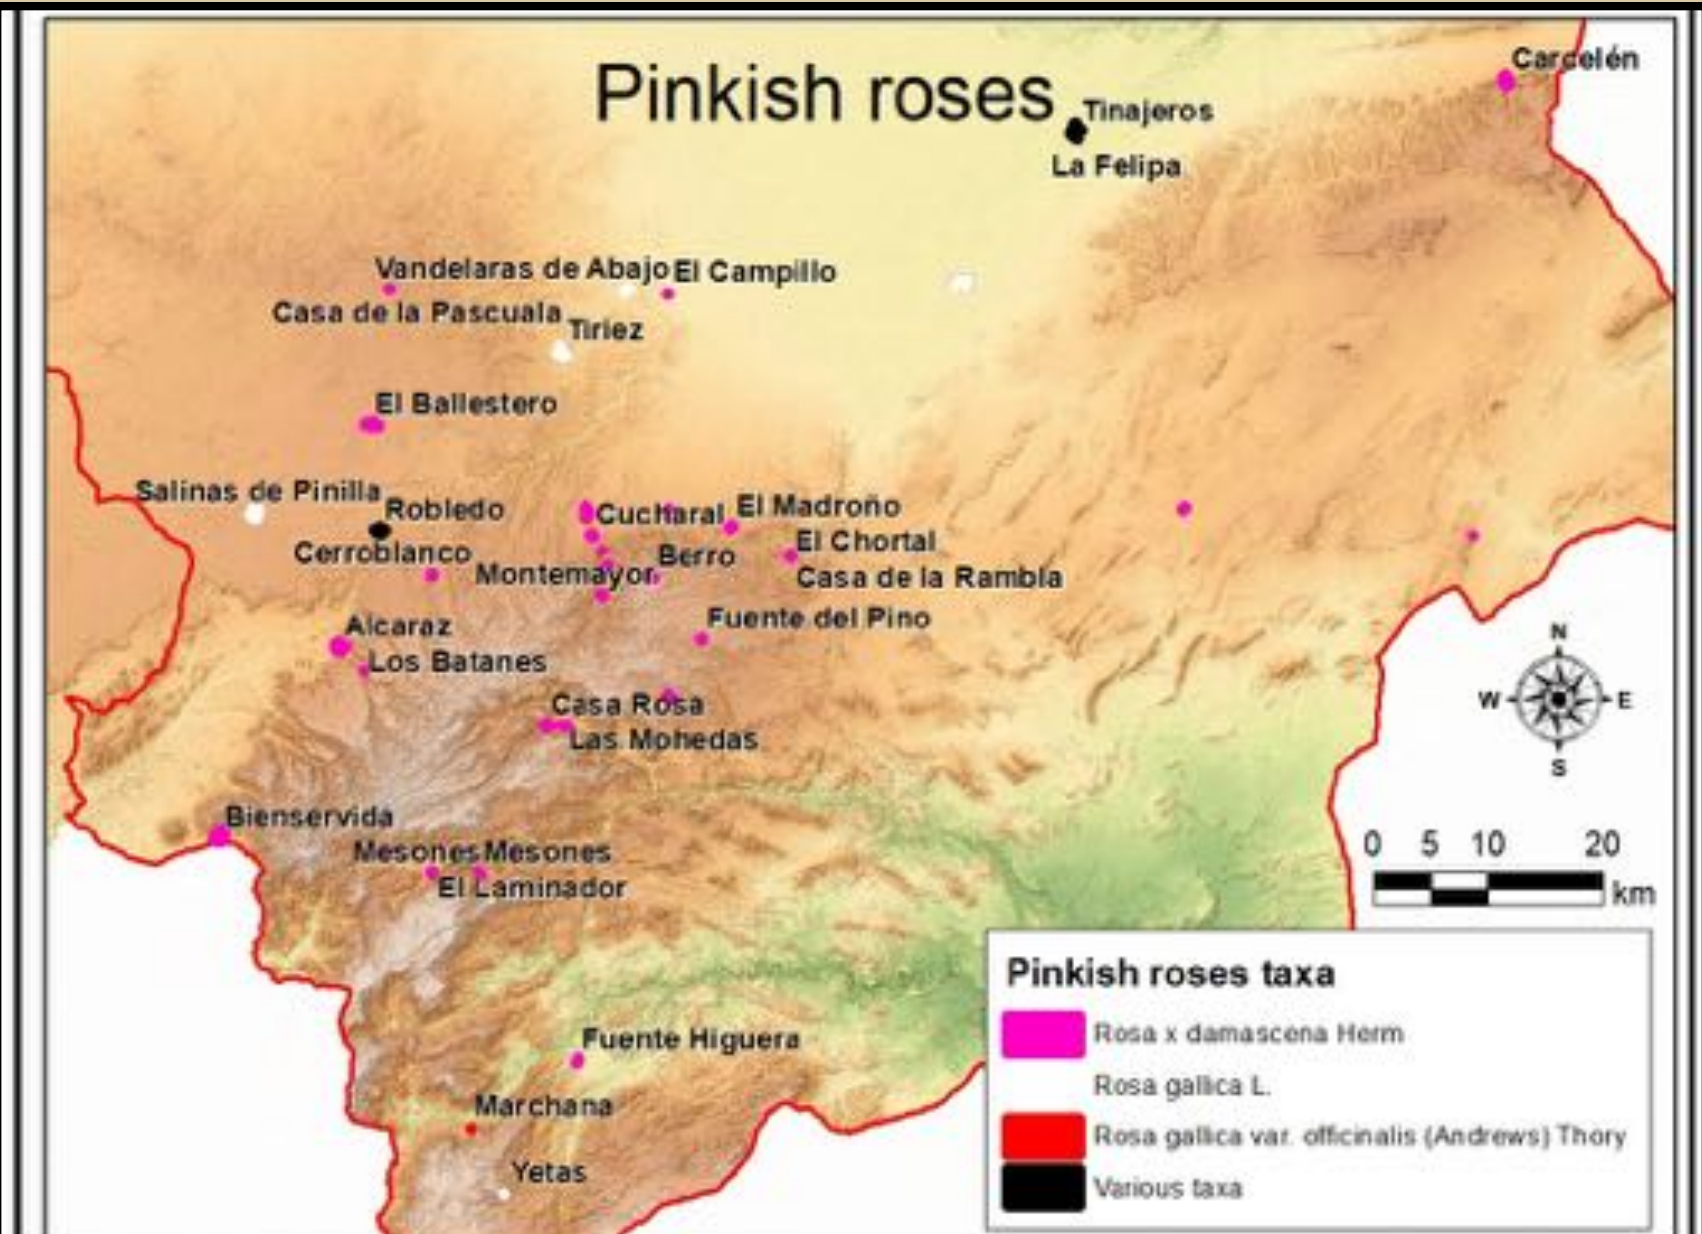 Carcelén
Pinkish roses
Tinajeros
La Felipa
Vandelaras de Abajo
El Campillo
Casa de la Pascuala
Tiriez
El Ballestero
Salinas de Pinilla
Robledo
Cucharal
El Madroño
Cerroblanco
El Chortal
Berro
Montemayor
Casa de la Rambla
Fuente del Pino
Alcaraz
Los Batanes
Casa Rosa
Las Mohedas
Bienservida
Mesones
Mesones
El Laminador
Fuente Higuera
Marchana
Yetas
N
W
E
S
0 5 10 20
km
Pinkish roses taxa
Rosa x damascena Herm
Rosa gallica L.
Rosa gallica var. officinalis (Andrews) Thory
Various taxa